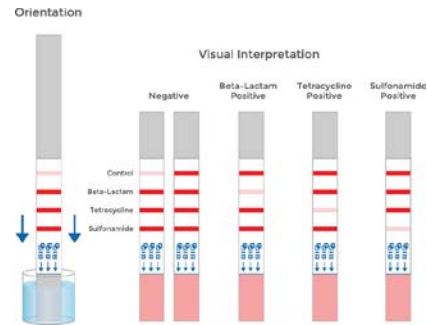 Orientation
Visual Interpretation
Negative
Beta-Lactam
Positive
Tetracycline
Positive
Sulfonamide
Positive
Control
Beta-Lactam
Tetracycline
Sulfonamide